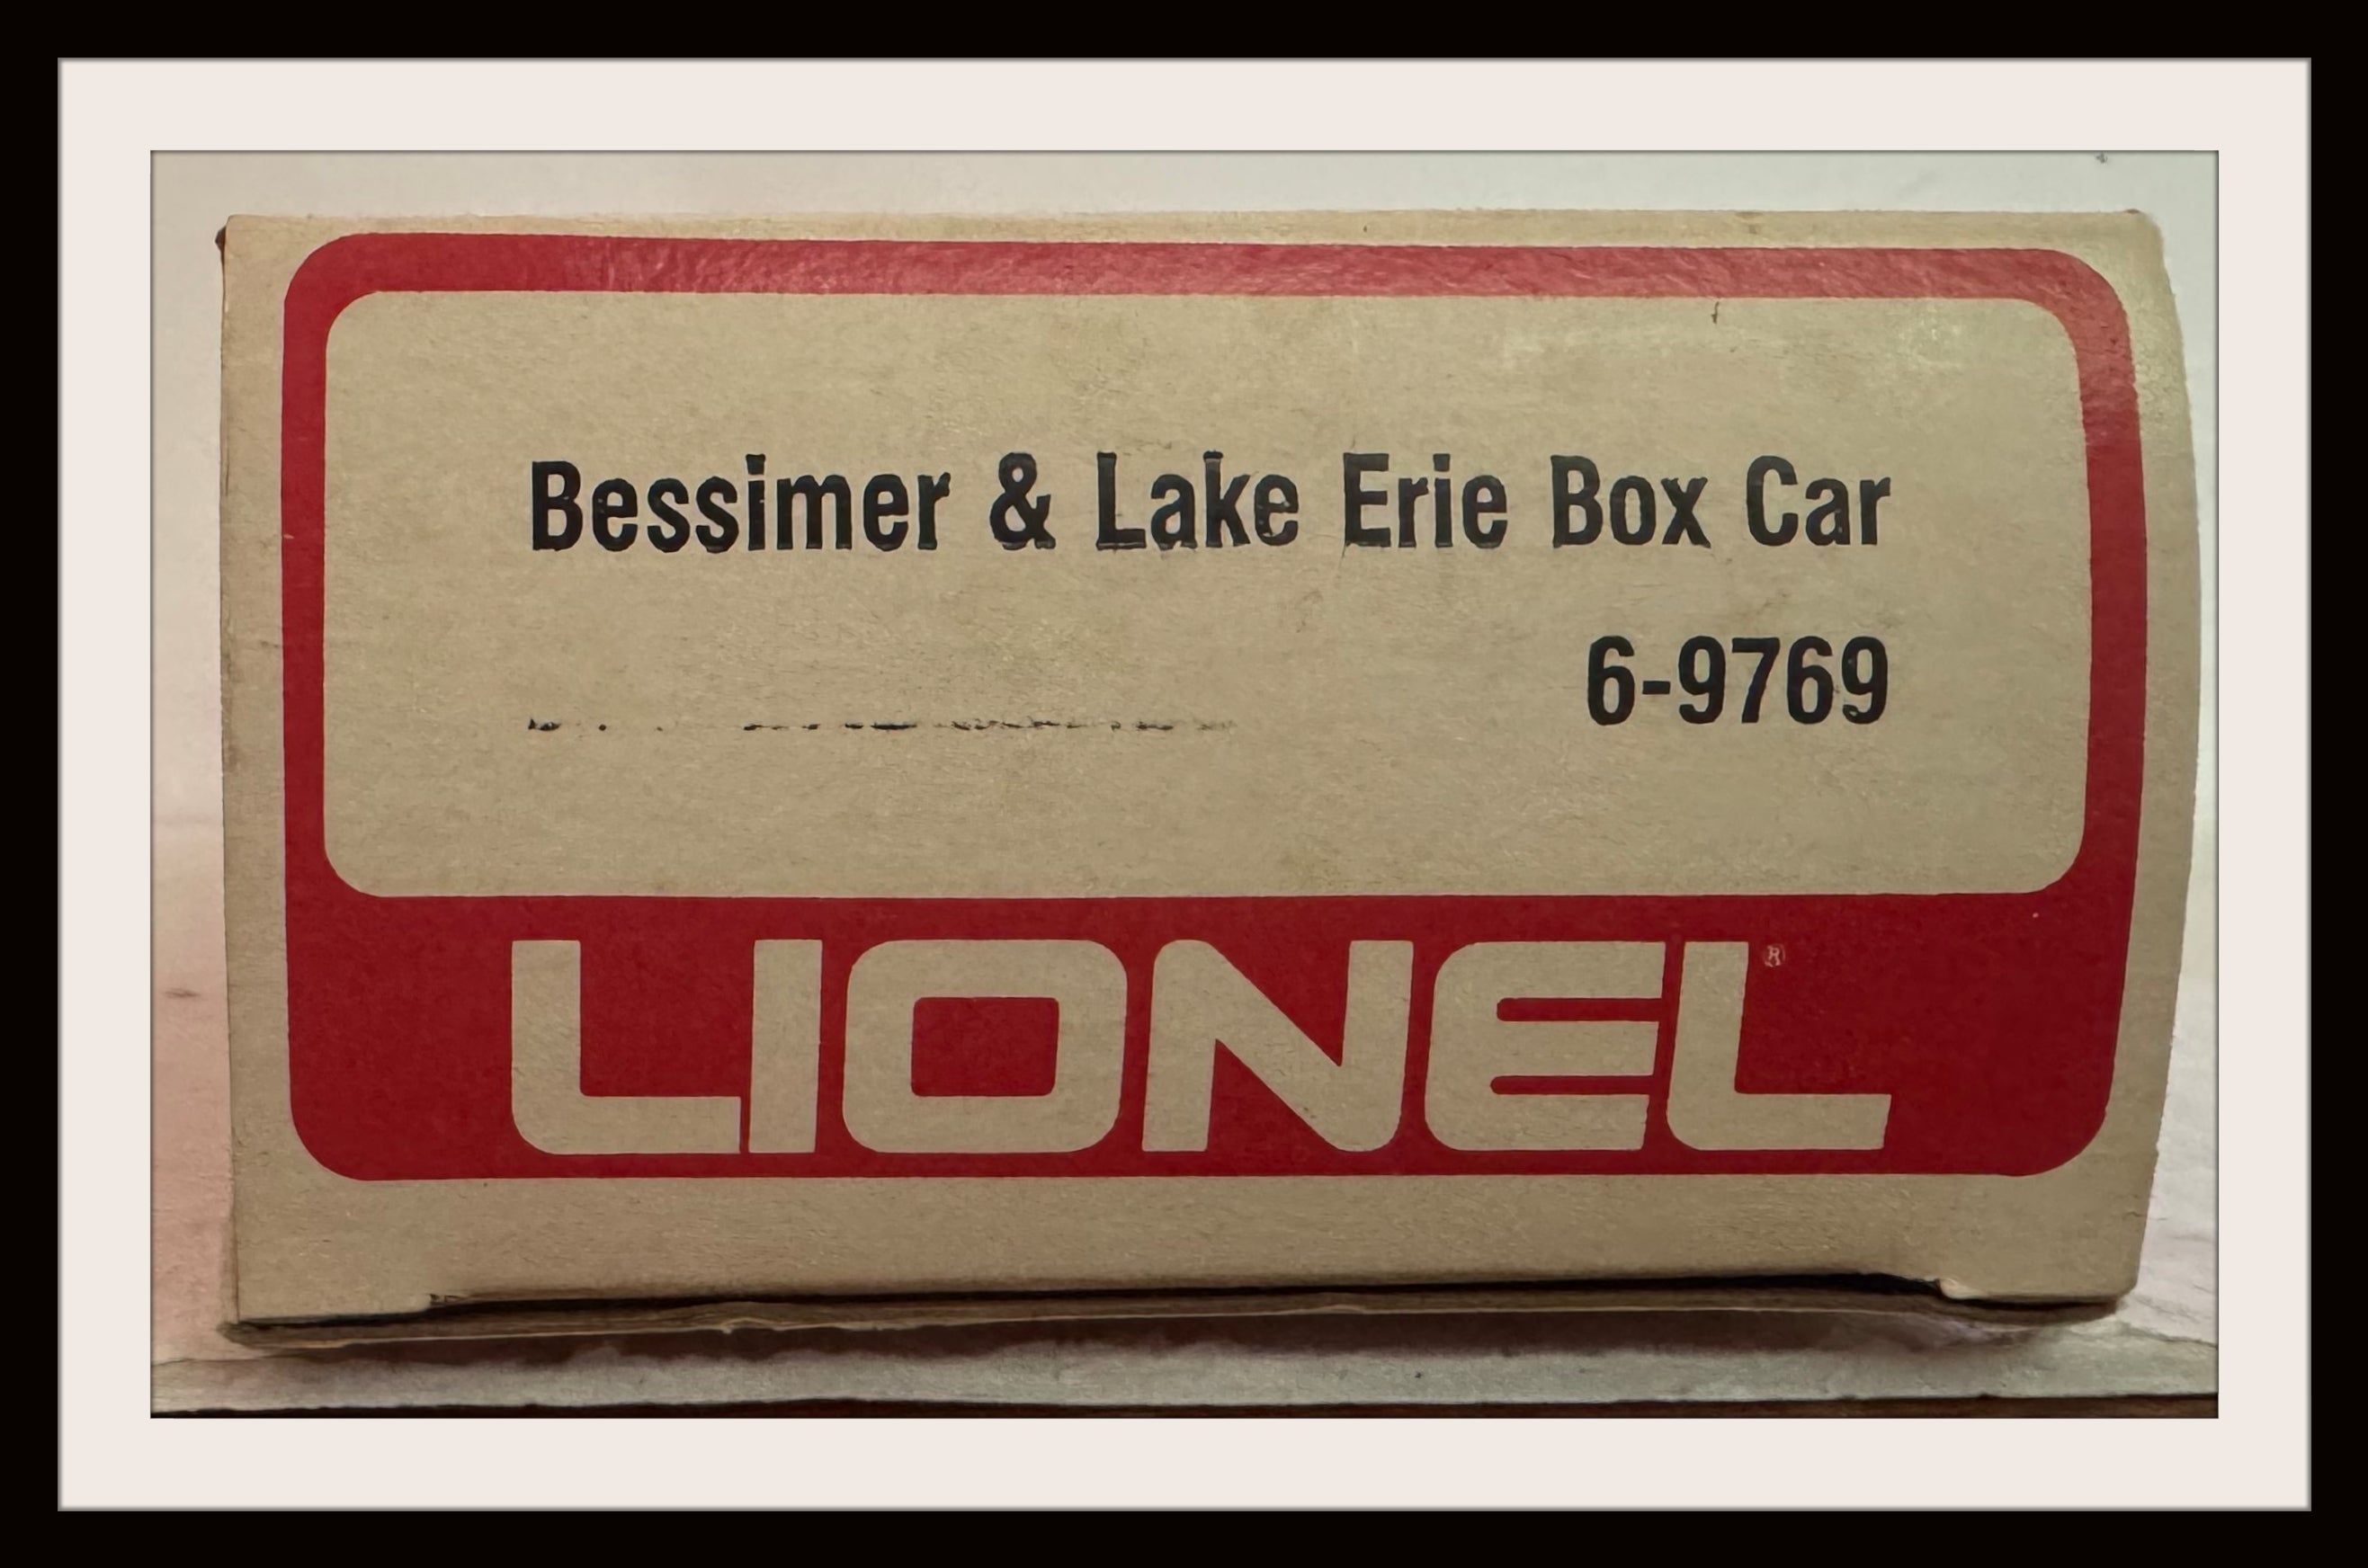 Bessimer & Lake Erie Box Car
6-9769
LIONEL®